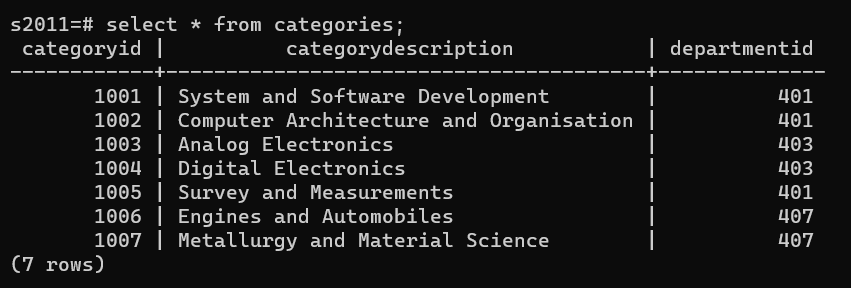 s2011=# select * from categories;
 categoryid |          categorydescription           | departmentid
------------+----------------------------------------+--------------
       1001 | System and Software Development        |          401
       1002 | Computer Architecture and Organisation |          401
       1003 | Analog Electronics                     |          403
       1004 | Digital Electronics                    |          403
       1005 | Survey and Measurements                |          401
       1006 | Engines and Automobiles                |          407
       1007 | Metallurgy and Material Science        |          407
(7 rows)